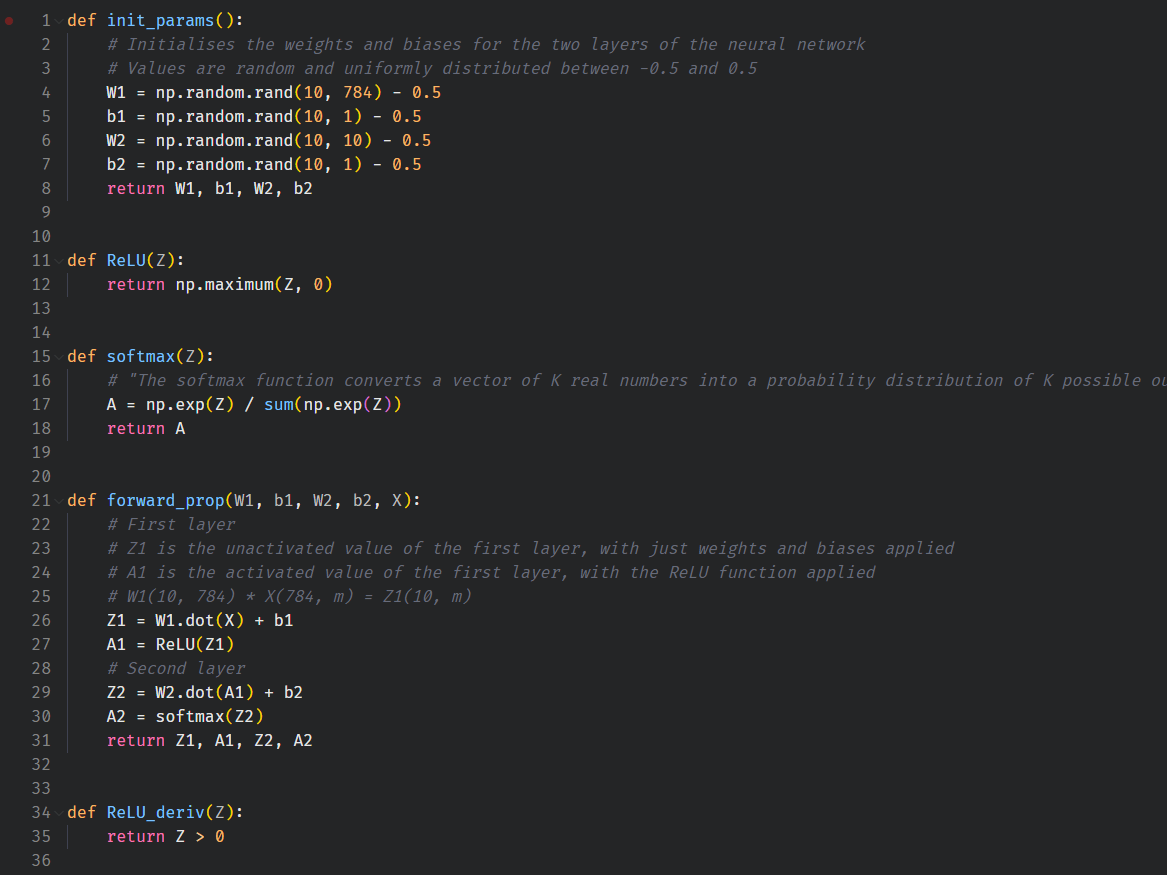 1 def init_params():
2 # Initialises the weights and biases for the two layers of the neural network
3 # Values are random and uniformly distributed between -0.5 and 0.5
4 W1 = np.random.rand(10, 784) - 0.5
5 b1 = np.random.rand(10, 1) - 0.5
6 W2 = np.random.rand(10, 10) - 0.5
7 b2 = np.random.rand(10, 1) - 0.5
8 return W1, b1, W2, b2
9
10
11 def ReLU(Z):
12 return np.maximum(Z, 0)
13
14
15 def softmax(Z):
16 # "The softmax function converts a vector of K real numbers into a probability distribution of K possible
17 A = np.exp(Z) / sum(np.exp(Z))
18 return A
19
20
21 def forward_prop(W1, b1, W2, b2, X):
22 # First layer
23 # Z1 is the unactivated value of the first layer, with just weights and biases applied
24 # A1 is the activated value of the first layer, with the ReLU function applied
25 # W1(10, 784) * X(784, m) = Z1(10, m)
26 Z1 = W1.dot(X) + b1
27 A1 = ReLU(Z1)
28 # Second layer
29 Z2 = W2.dot(A1) + b2
30 A2 = softmax(Z2)
31 return Z1, A1, Z2, A2
32
33
34 def ReLU_deriv(Z):
35 return Z > 0
36